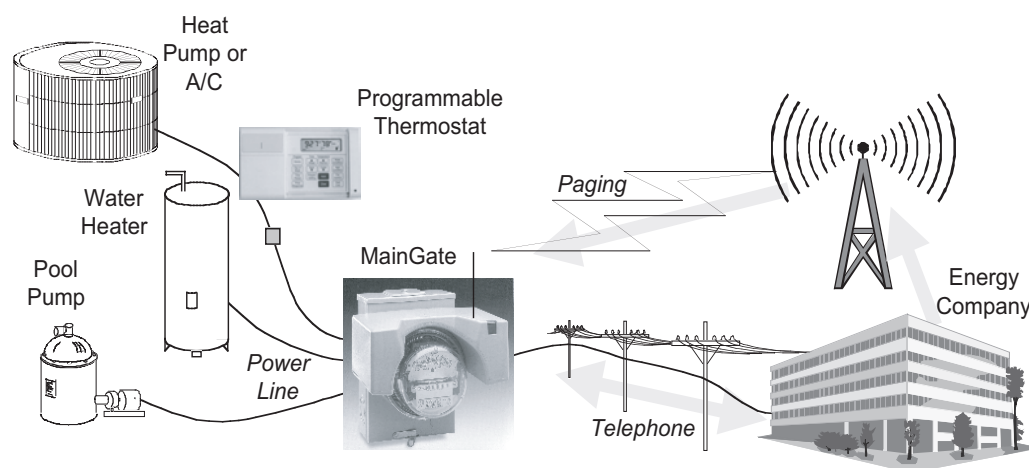 Heat
Pump or
A/C
Programmable
Thermostat
Paging
Water
Heater
MainGate
Pool
Pump
Energy
Company
Power
Line
Telephone